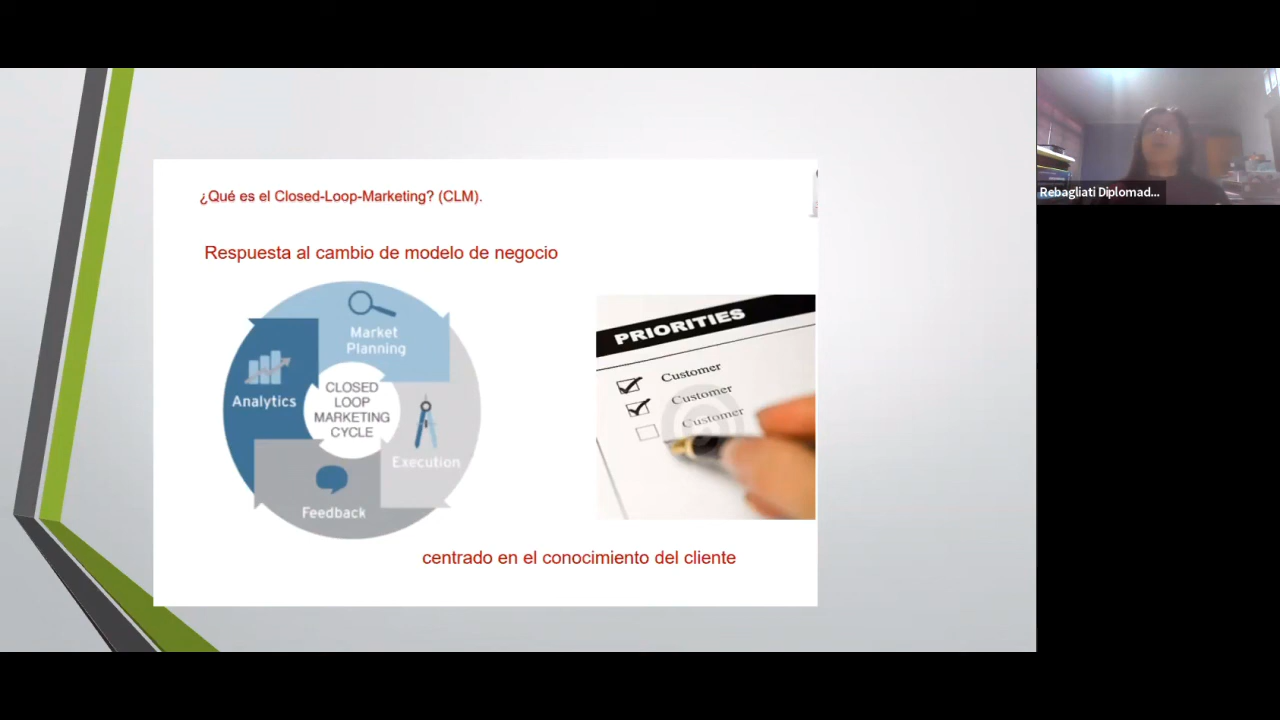 ¿Qué es el Closed-Loop-Marketing? (CLM).
Respuesta al cambio de modelo de negocio
Market
Planning
Analytics
CLOSED
LOOP
MARKETING
CYCLE
Execution
Feedback
PRIORITIES
Customer
Customer
Customer
centrado en el conocimiento del cliente
Rebagliati Diplomad...